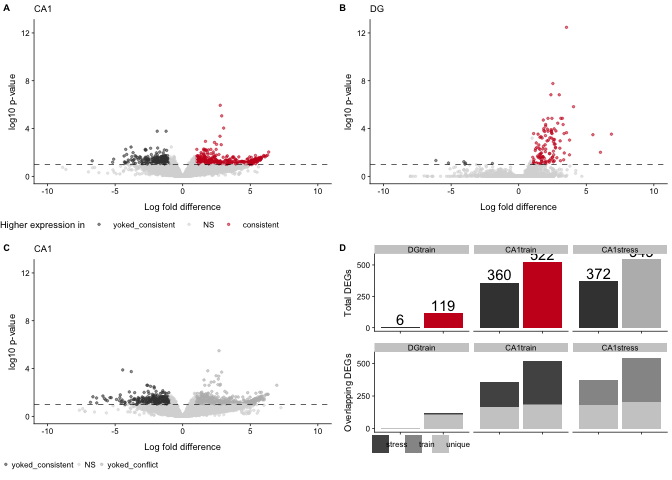 A CA1
log10 p-value
12
8
4
0
-10 -5 0 5 10
Log fold difference
B DG
log10 p-value
12
8
4
0
-10 -5 0 5 10
Log fold difference
Higher expression in yoked_consistent NS consistent
C CA1
log10 p-value
12
8
4
0
-10 -5 0 5 10
Log fold difference
yoked_consistent NS yoked_conflict
D
DGtrain CA1train CA1stress
Total DEGs
500
250
0
6 119 360 522 372
DGtrain CA1train CA1stress
Overlapping DEGs
500
250
0
stress train unique